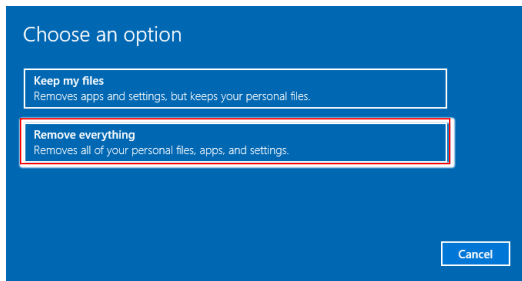 Choose an option
Keep my files
Removes apps and settings, but keeps your personal files.
Remove everything
Removes all of your personal files, apps, and settings.
Cancel